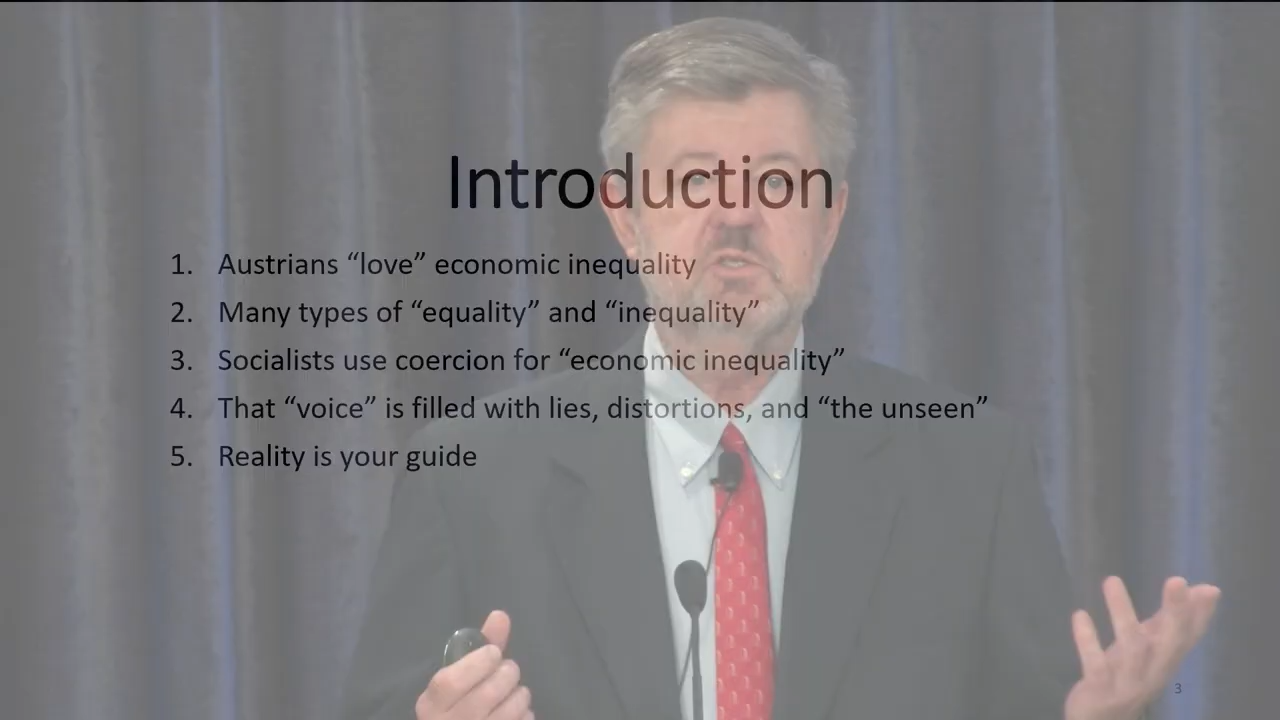 Introduction
1. Austrians “love” economic inequality
2. Many types of “equality” and “inequality”
3. Socialists use coercion for “economic inequality”
4. That “voice” is filled with lies, distortions, and “the unseen”
5. Reality is your guide
3